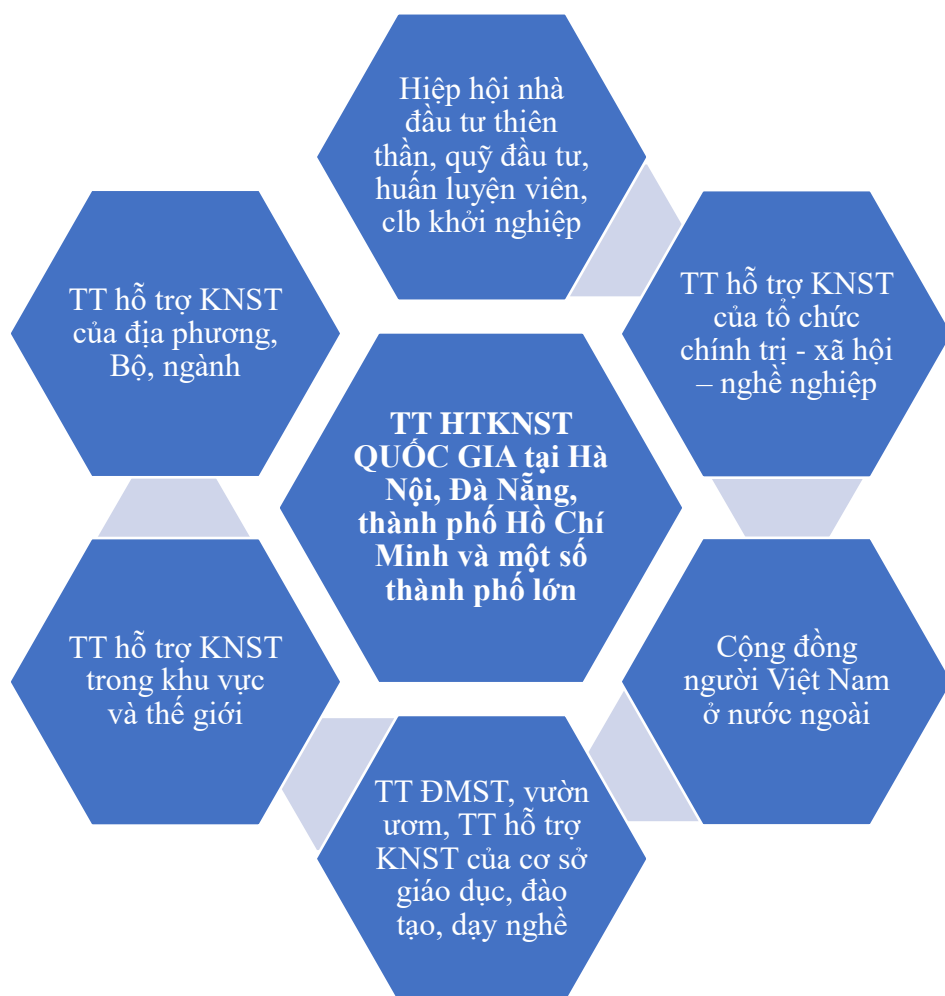 Hiệp hội nhà
đầu tư thiên
thần, quỹ đầu tư,
huấn luyện viên,
clb khởi nghiệp
TT hỗ trợ KNST
của địa phương,
Bộ, ngành
TT hỗ trợ KNST
của tổ chức
chính trị - xã hội
– nghề nghiệp
TT HTKNST
QUỐC GIA tại Hà
Nội, Đà Nẵng,
thành phố Hồ Chí
Minh và một số
thành phố lớn
TT hỗ trợ KNST
trong khu vực
và thế giới
Cộng đồng
người Việt Nam
ở nước ngoài
TT ĐMST, vườn
ươm, TT hỗ trợ
KNST của cơ sở
giáo dục, đào
tạo, dạy nghề